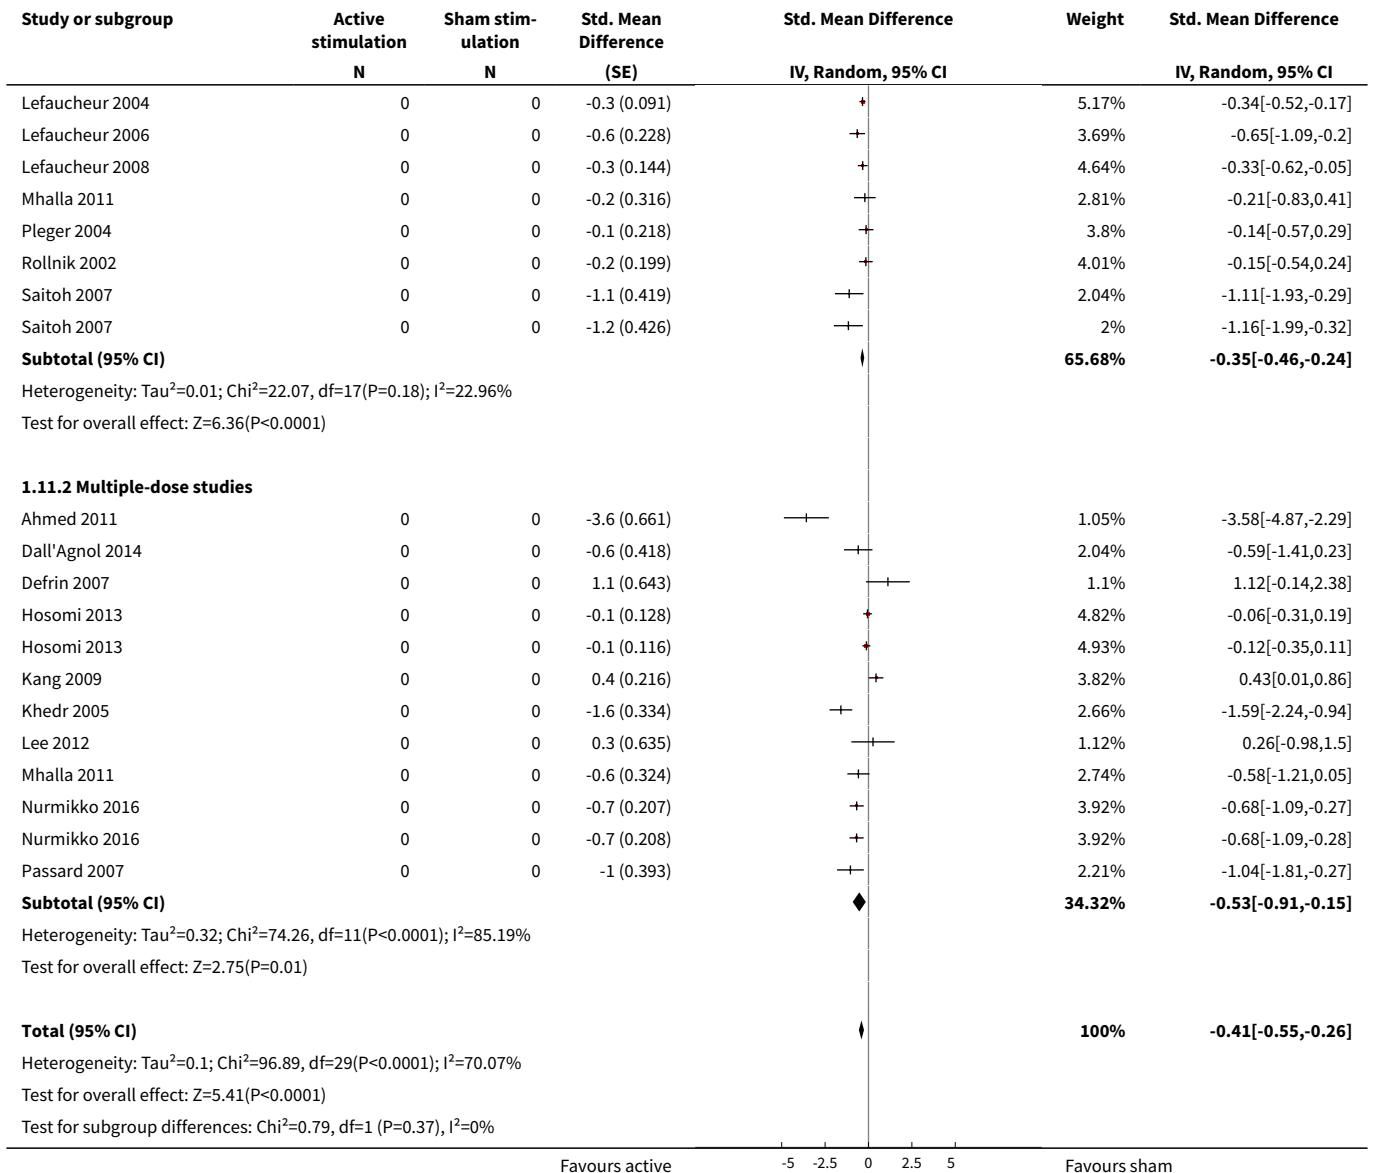 Study or subgroup Active stimulation Sham stim-ulation Std. Mean Difference Std. Mean Difference Weight Std. Mean Difference
N N (SE) IV, Random, 95% CI IV, Random, 95% CI
Lefaucheur 2004 0 0 -0.3 (0.091) 5.17% -0.34[-0.52,-0.17]
Lefaucheur 2006 0 0 -0.6 (0.228) 3.69% -0.65[-1.09,-0.2]
Lefaucheur 2008 0 0 -0.3 (0.144) 4.64% -0.33[-0.62,-0.05]
Mhalla 2011 0 0 -0.2 (0.316) 2.81% -0.21[-0.83,0.41]
Pleger 2004 0 0 -0.1 (0.218) 3.8% -0.14[-0.57,0.29]
Rollnik 2002 0 0 -0.2 (0.199) 4.01% -0.15[-0.54,0.24]
Saitoh 2007 0 0 -1.1 (0.419) 2.04% -1.11[-1.93,-0.29]
Saitoh 2007 0 0 -1.2 (0.426) 2% -1.16[-1.99,-0.32]
Subtotal (95% CI) 65.68% -0.35[-0.46,-0.24]
Heterogeneity: Tau²=0.01; Chi²=22.07, df=17(P=0.18); I²=22.96%
Test for overall effect: Z=6.36(P<0.0001)
1.11.2 Multiple-dose studies
Ahmed 2011 0 0 -3.6 (0.661) 1.05% -3.58[-4.87,-2.29]
Dall'Agnol 2014 0 0 -0.6 (0.418) 2.04% -0.59[-1.41,0.23]
Defrin 2007 0 0 1.1 (0.643) 1.1% 1.12[-0.14,2.38]
Hosomi 2013 0 0 -0.1 (0.128) 4.82% -0.06[-0.31,0.19]
Hosomi 2013 0 0 -0.1 (0.116) 4.93% -0.12[-0.35,0.11]
Kang 2009 0 0 0.4 (0.216) 3.82% 0.43[0.01,0.86]
Khedr 2005 0 0 -1.6 (0.334) 2.66% -1.59[-2.24,-0.94]
Lee 2012 0 0 0.3 (0.635) 1.12% 0.26[-0.98,1.5]
Mhalla 2011 0 0 -0.6 (0.324) 2.74% -0.58[-1.21,0.05]
Nurmikko 2016 0 0 -0.7 (0.207) 3.92% -0.68[-1.09,-0.27]
Nurmikko 2016 0 0 -0.7 (0.208) 3.92% -0.68[-1.09,-0.28]
Passard 2007 0 0 -1 (0.393) 2.21% -1.04[-1.81,-0.27]
Subtotal (95% CI) 34.32% -0.53[-0.91,-0.15]
Heterogeneity: Tau²=0.32; Chi²=74.26, df=11(P<0.0001); I²=85.19%
Test for overall effect: Z=2.75(P=0.01)
Total (95% CI) 100% -0.41[-0.55,-0.26]
Heterogeneity: Tau²=0.1; Chi²=96.89, df=29(P<0.0001); I²=70.07%
Test for overall effect: Z=5.41(P<0.0001)
Test for subgroup differences: Chi²=0.79, df=1 (P=0.37), I²=0%
Favours active -5 -2.5 0 2.5 5 Favours sham